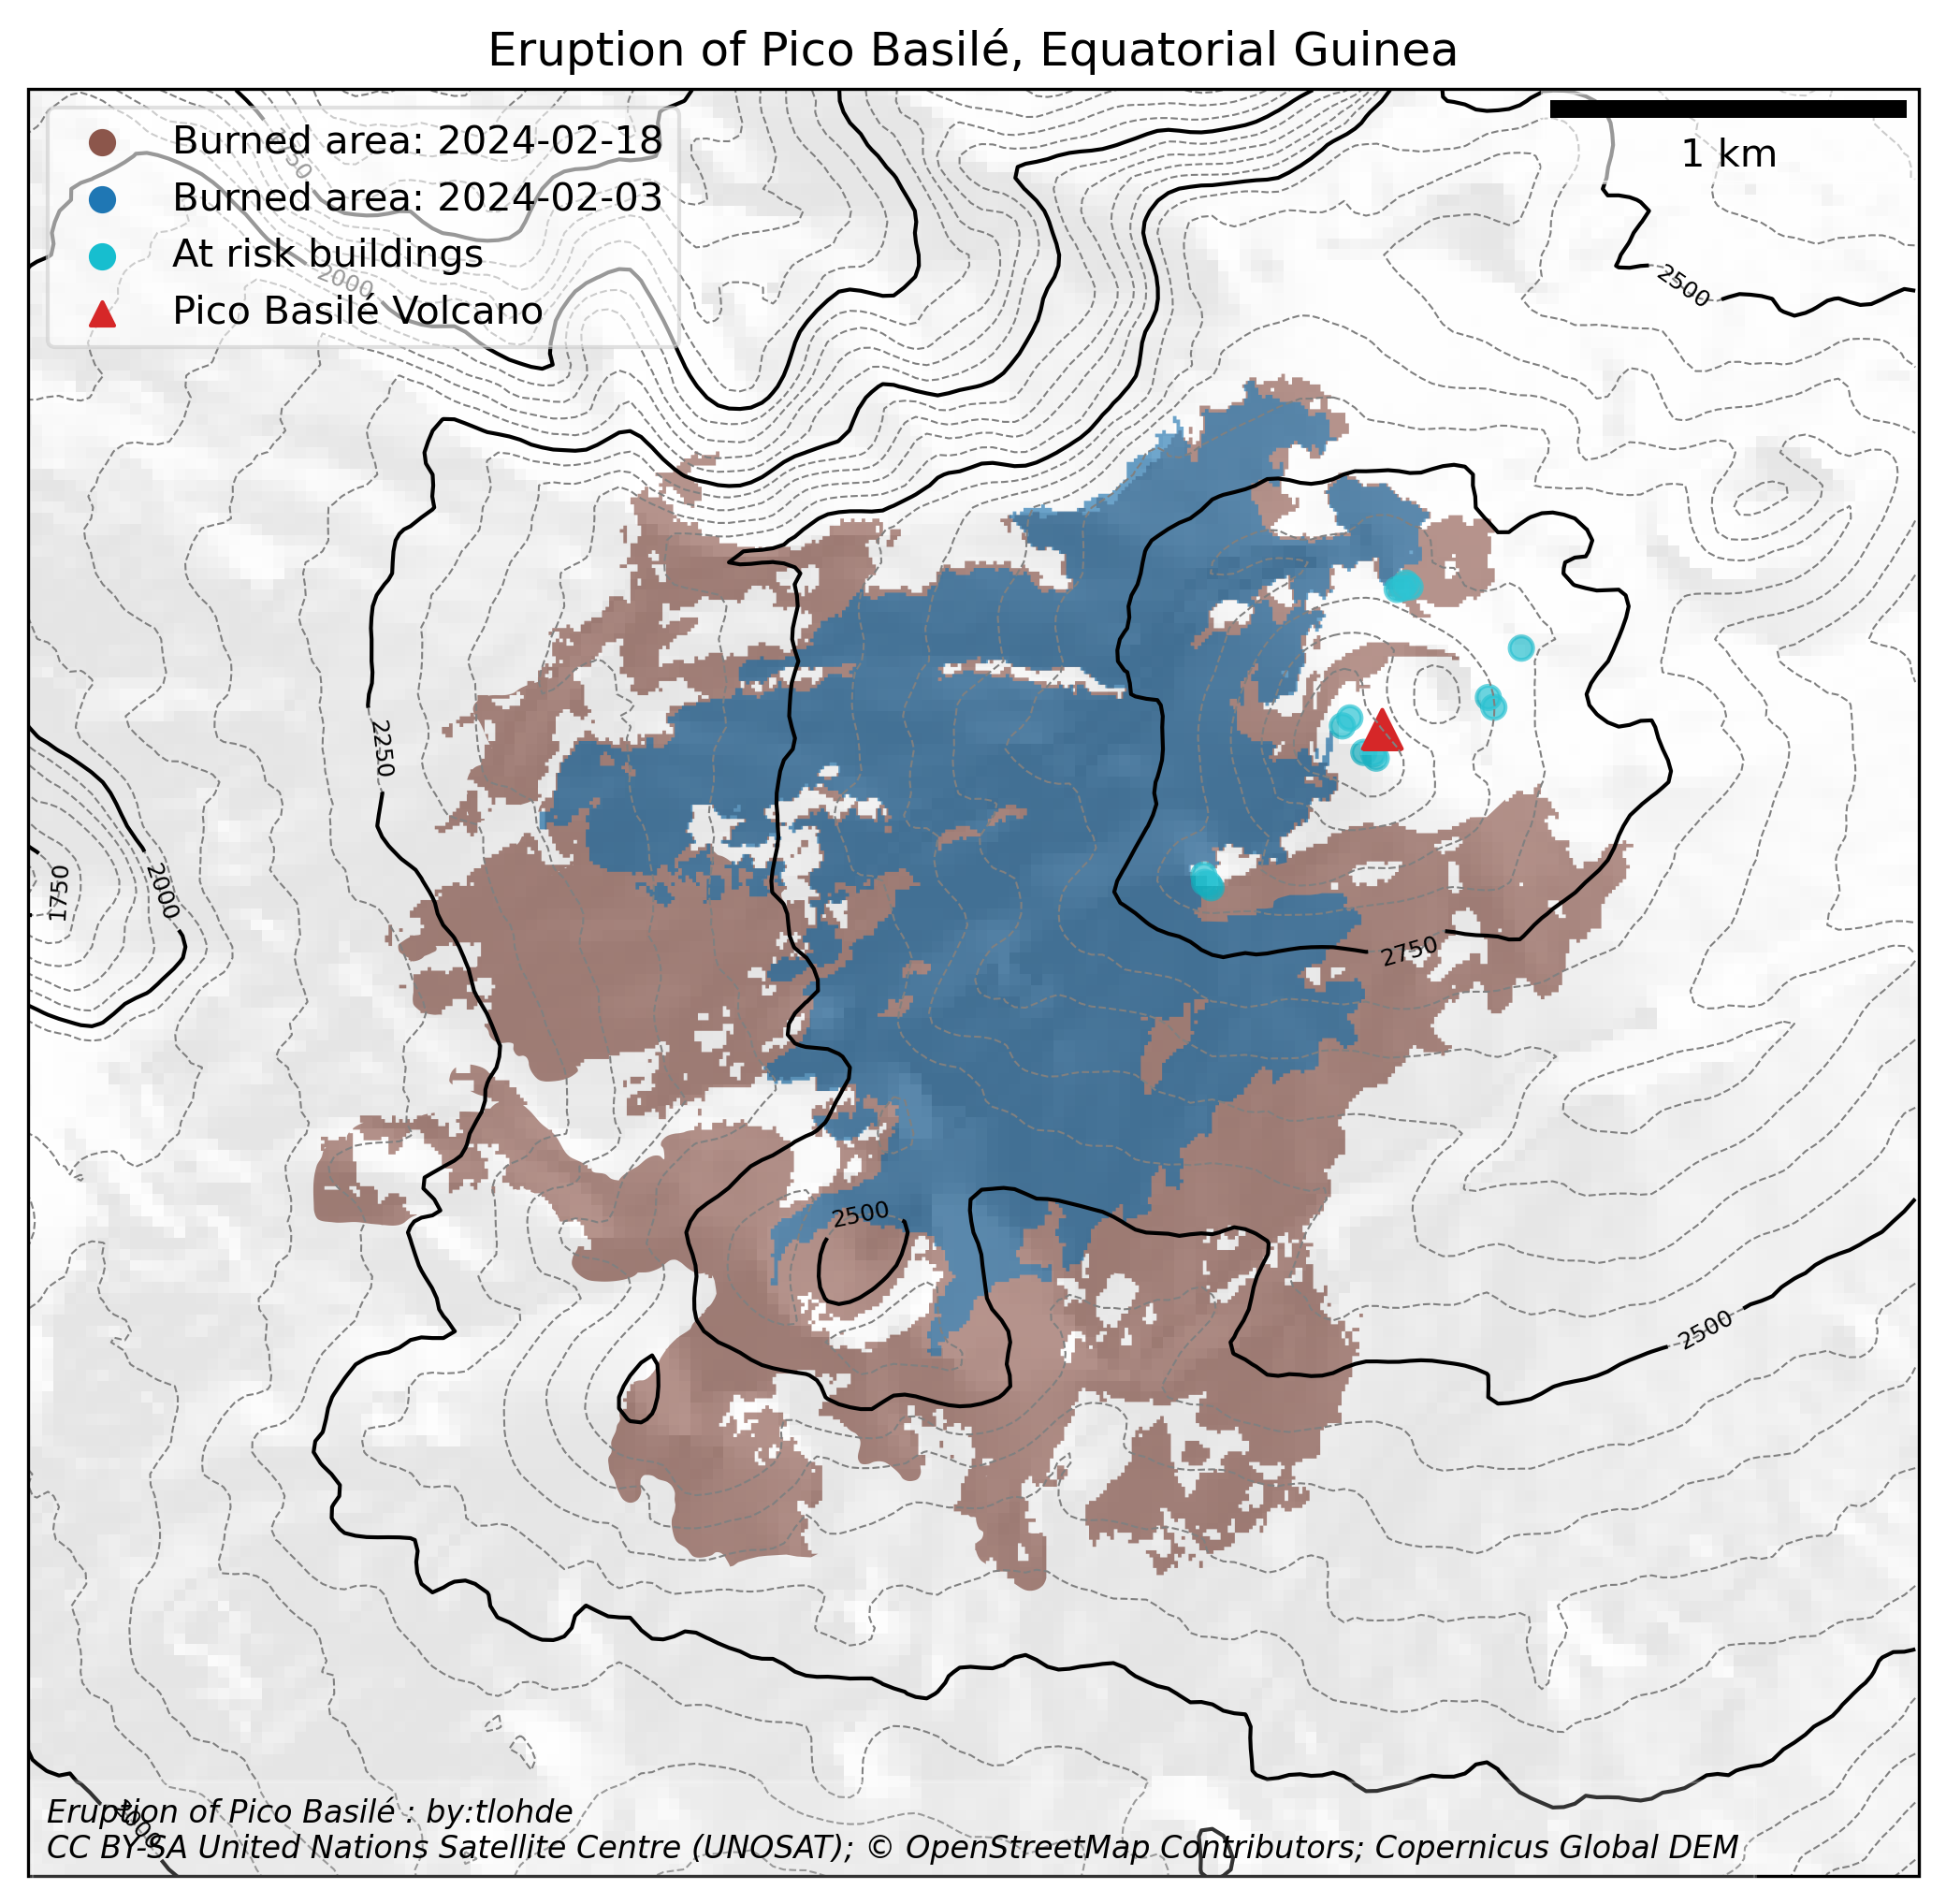 Eruption of Pico Basilé, Equatorial Guinea
Burned area: 2024-02-18
Burned area: 2024-02-03
At risk buildings
Pico Basilé Volcano
1 km
2000
2500
2250
1750
2000
2750
2500
2500
2000
Eruption of Pico Basilé : by:tlohde
CC BY-SA United Nations Satellite Centre (UNOSAT); © OpenStreetMap Contributors; Copernicus Global DEM